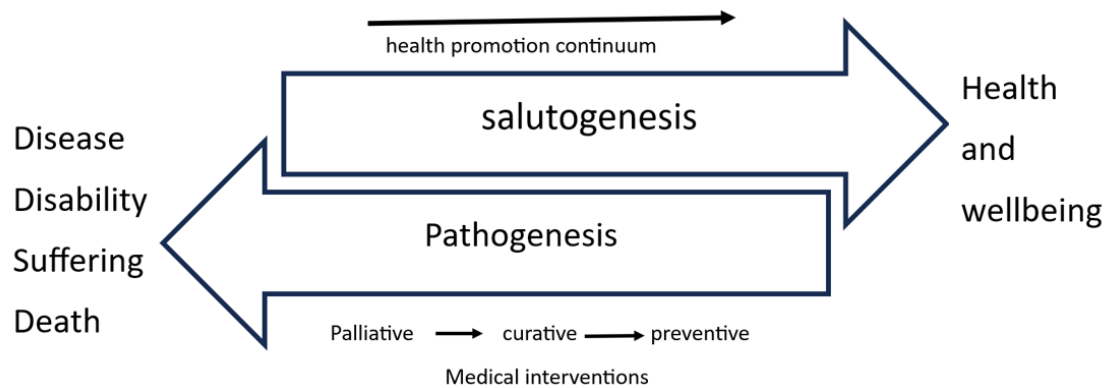 health promotion continuum
salutogenesis
Health
and
wellbeing
Disease
Disability
Suffering
Death
Pathogenesis
Palliative curative preventive
Medical interventions